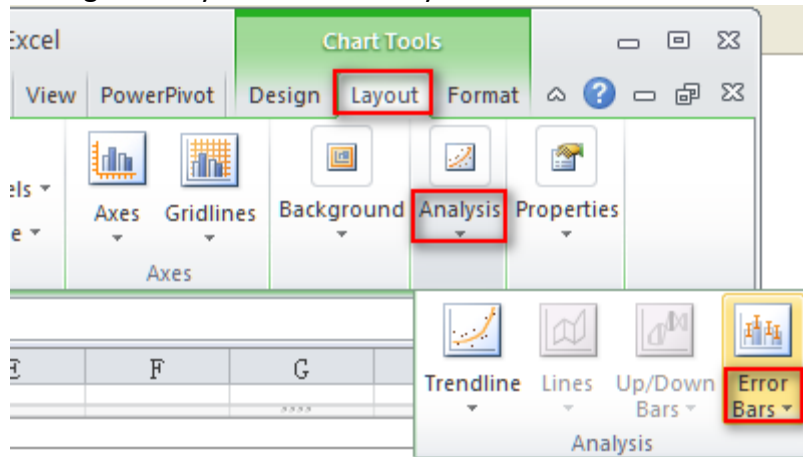 Excel Chart Tools
View PowerPivot Design Layout Format
Axes Gridlines Background Analysis Properties
Axes
E F G
Trendline Lines Up/Down Bars Error Bars
Analysis